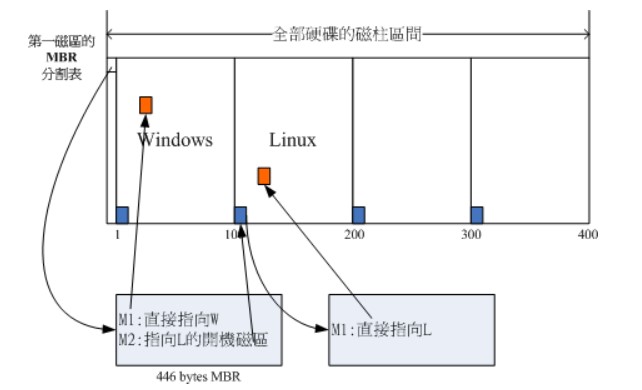 全部硬碟的磁柱區間
第一磁區的
MBR
分割表
Windows
Linux
1
100
200
300
400
M1:直接指向W
M2:指向L的開機磁區
M1:直接指向L
446 bytes MBR